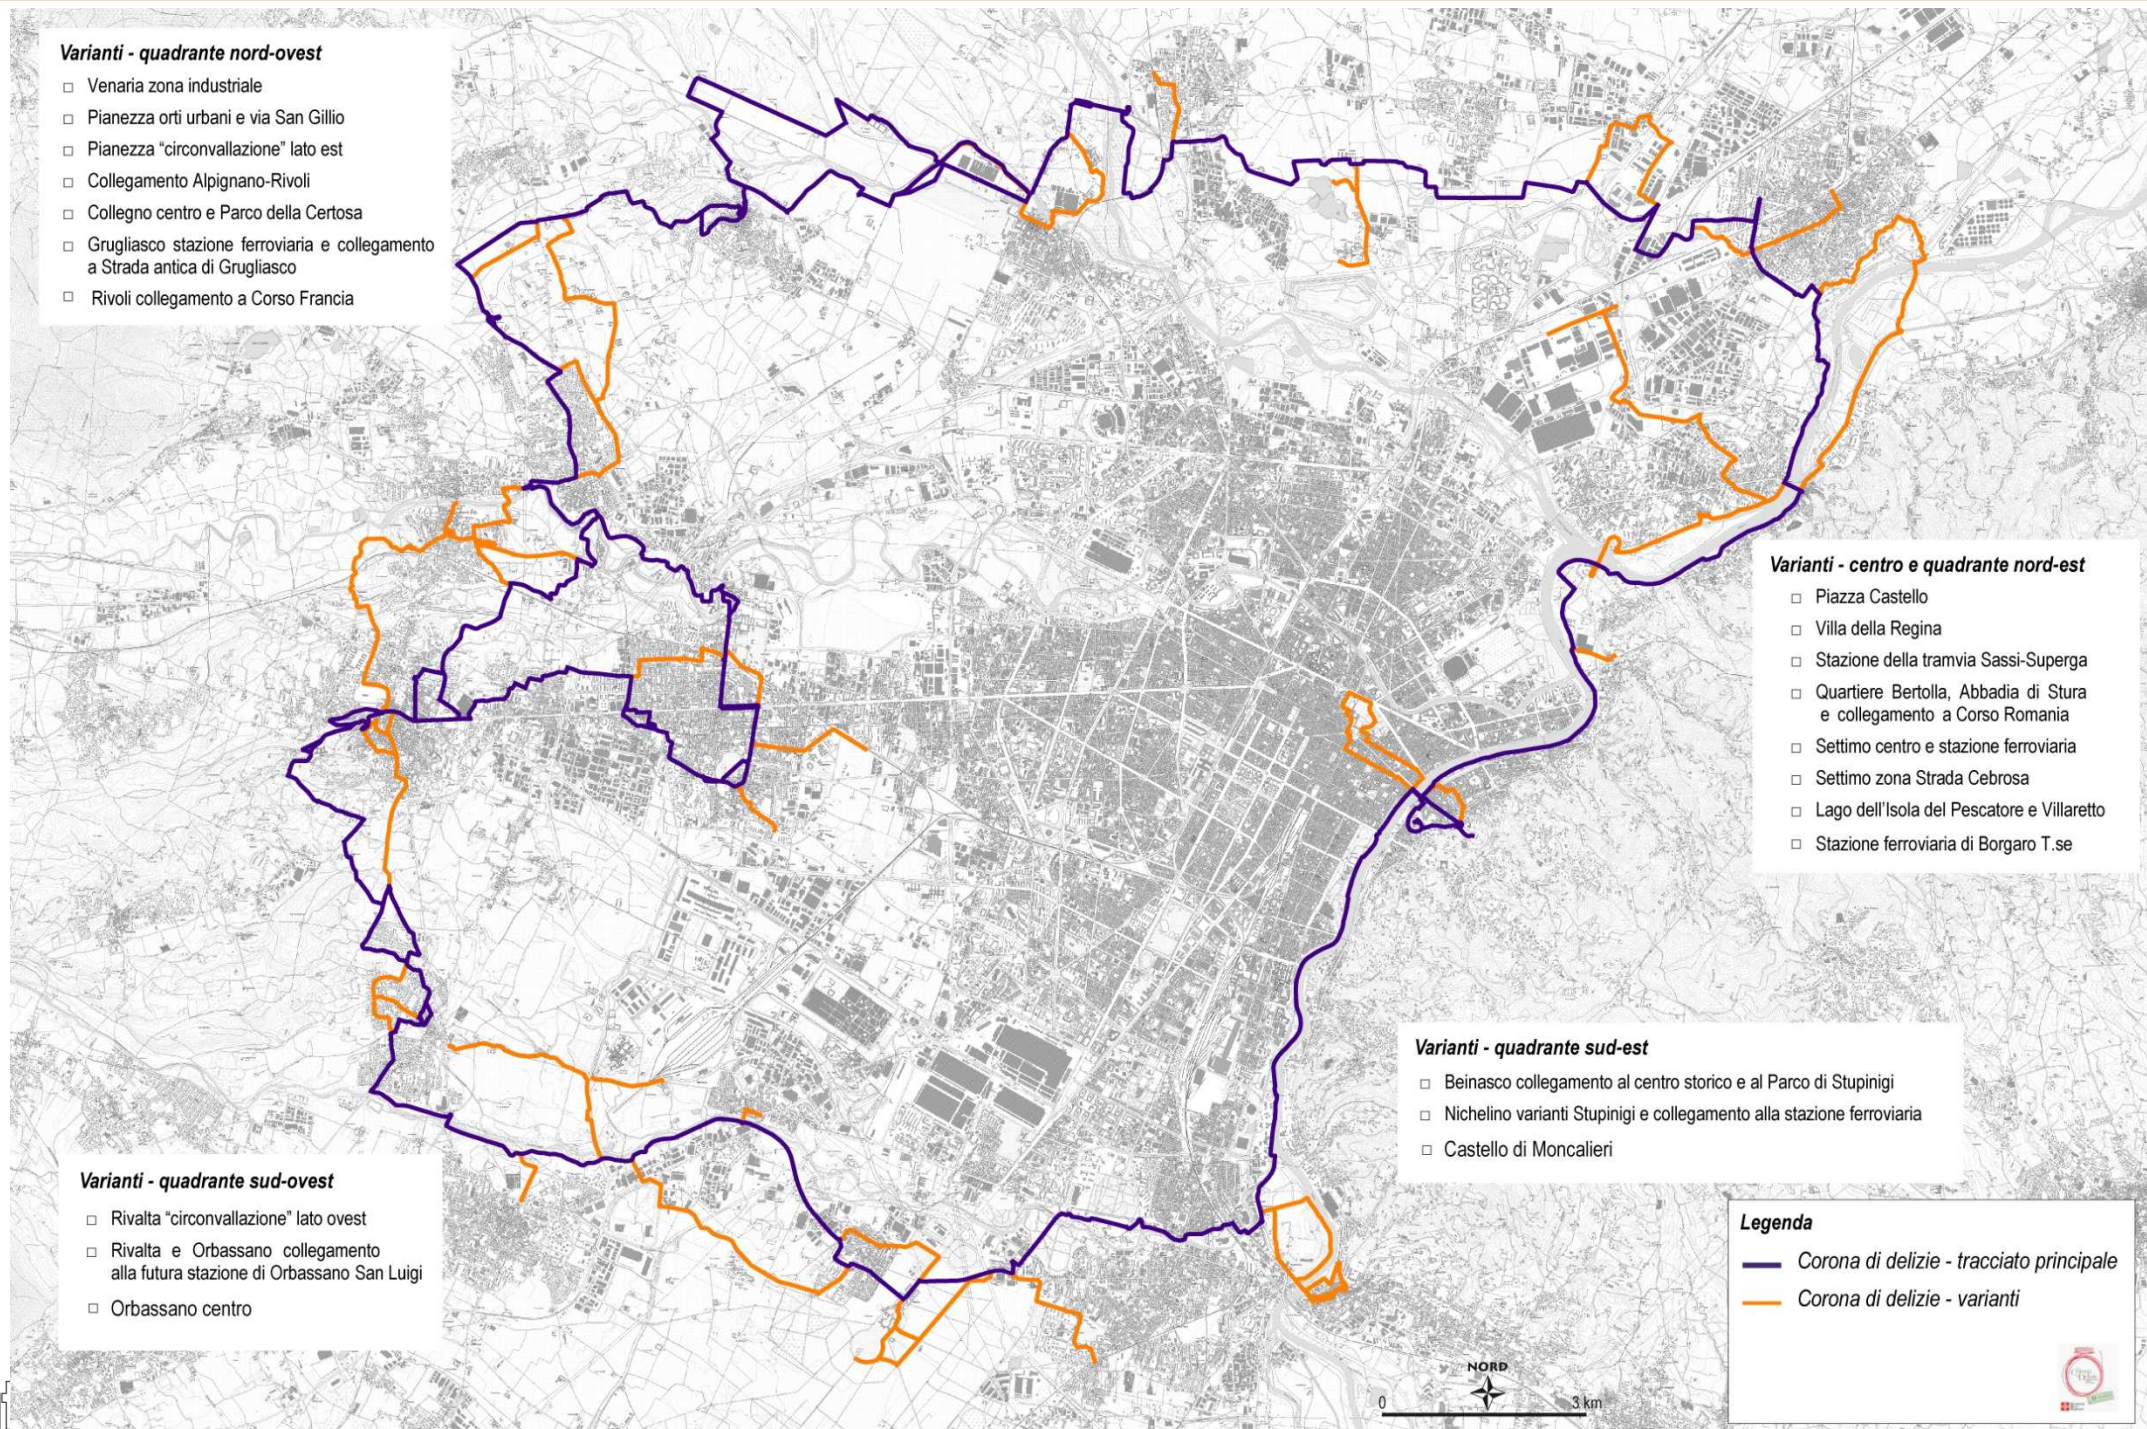 Varianti - quadrante nord-ovest
□ Venaria zona industriale
□ Pianezza orti urbani e via San Gillio
□ Pianezza “circonvallazione” lato est
□ Collegamento Alpignano-Rivoli
□ Collegno centro e Parco della Certosa
□ Grugliasco stazione ferroviaria e collegamento
a Strada antica di Grugliasco
□ Rivoli collegamento a Corso Francia
Varianti - centro e quadrante nord-est
□ Piazza Castello
□ Villa della Regina
□ Stazione della tramvia Sassi-Superga
□ Quartiere Bertolla, Abbadia di Stura
e collegamento a Corso Romania
□ Settimo centro e stazione ferroviaria
□ Settimo zona Strada Cebrosa
□ Lago dell'Isola del Pescatore e Villaretto
□ Stazione ferroviaria di Borgaro T.se
Varianti - quadrante sud-est
□ Beinasco collegamento al centro storico e al Parco di Stupinigi
□ Nichelino varianti Stupinigi e collegamento alla stazione ferroviaria
□ Castello di Moncalieri
Varianti - quadrante sud-ovest
□ Rivalta “circonvallazione” lato ovest
□ Rivalta e Orbassano collegamento
alla futura stazione di Orbassano San Luigi
□ Orbassano centro
Legenda
Corona di delizie - tracciato principale
Corona di delizie - varianti
NORD
0 3 km